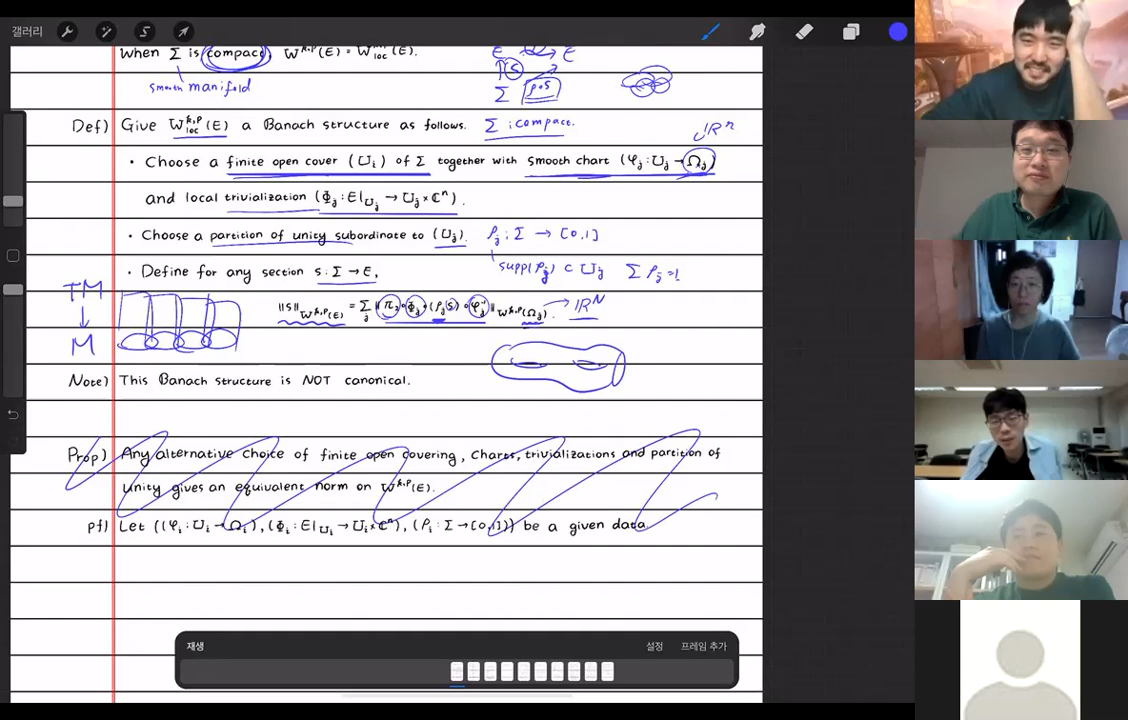 갤러리
When Σ is compact, W^{k,p}(E) = W^{k,p}_{loc}(E).
smooth manifold
E E
↑ s
Σ ρ∘s
Def) Give W^{k,p}_{loc}(E) a Banach structure as follows. Σ : compact.
ℝⁿ
• Choose a finite open cover (U_i) of Σ together with smooth chart (φ_j : U_j → Ω_j)
and local trivialization (Φ_j : E|_{U_j} → U_j × ℂⁿ).
• Choose a partition of unity subordinate to (U_j). ρ_j : Σ → [0,1]
supp(ρ_j) ⊂ U_j Σ ρ_j = 1
• Define for any section s : Σ → E,
TM
↓
M
‖s‖_{W^{k,p}(E)} = Σ_j ‖π_2 ∘ Φ_j ∘ (ρ_j s) ∘ φ_j^{-1}‖_{W^{k,p}(Ω_j)}. → ℝᴺ
Note) This Banach structure is NOT canonical.
Prop) Any alternative choice of finite open covering, charts, trivializations and partition of
unity gives an equivalent norm on W^{k,p}(E).
pf) Let ((φ_i : U_i → Ω_i), (Φ_i : E|_{U_i} → U_i × ℂⁿ), (ρ_i : Σ → [0,1])) be a given data.
재생 설정 프레임 추가